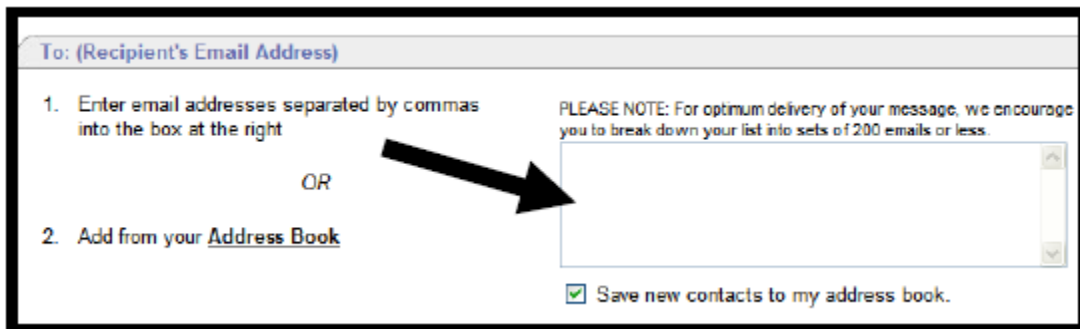 To: (Recipient's Email Address)
1. Enter email addresses separated by commas
into the box at the right
OR
2. Add from your Address Book
PLEASE NOTE: For optimum delivery of your message, we encourage
you to break down your list into sets of 200 emails or less.
Save new contacts to my address book.